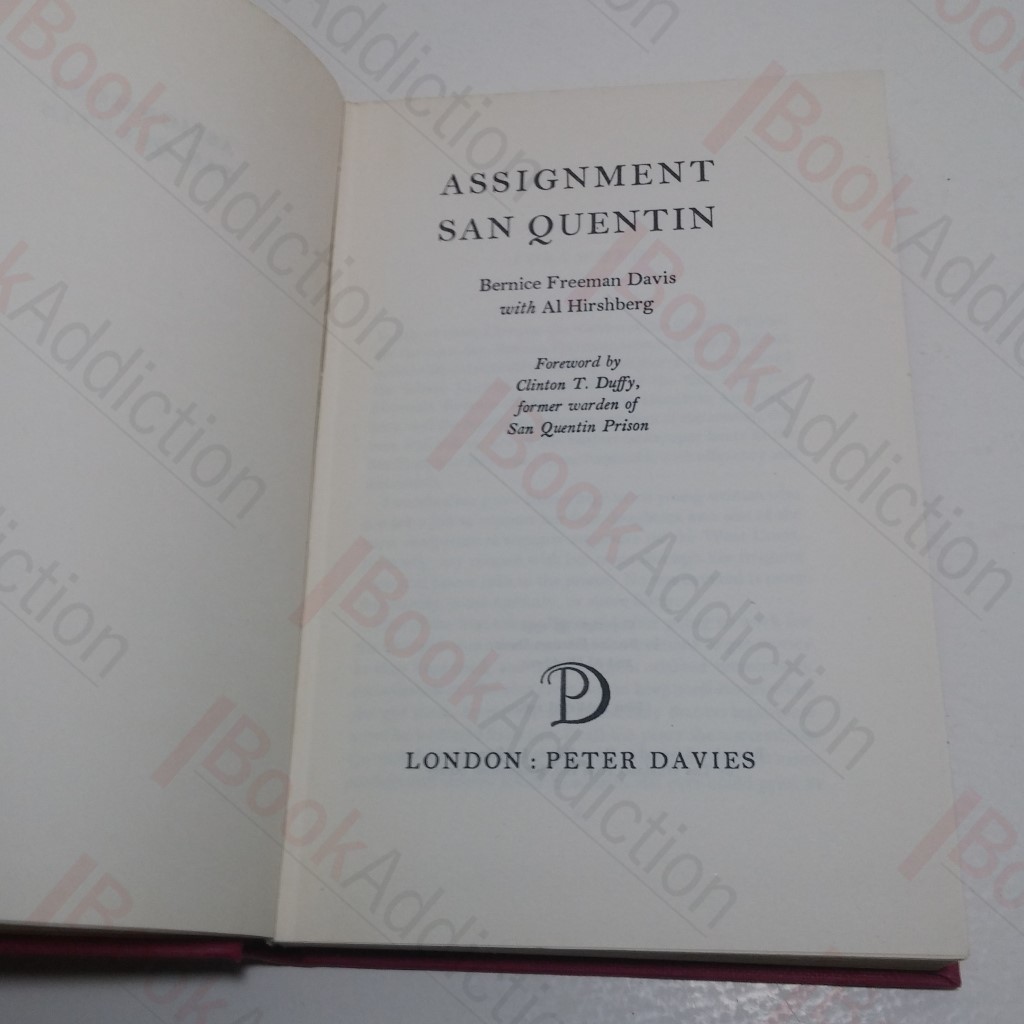 ASSIGNMENT
SAN QUENTIN
Bernice Freeman Davis
with Al Hirshberg
Foreword by
Clinton T. Duffy,
former warden of
San Quentin Prison
PD
LONDON : PETER DAVIES
BookAddiction